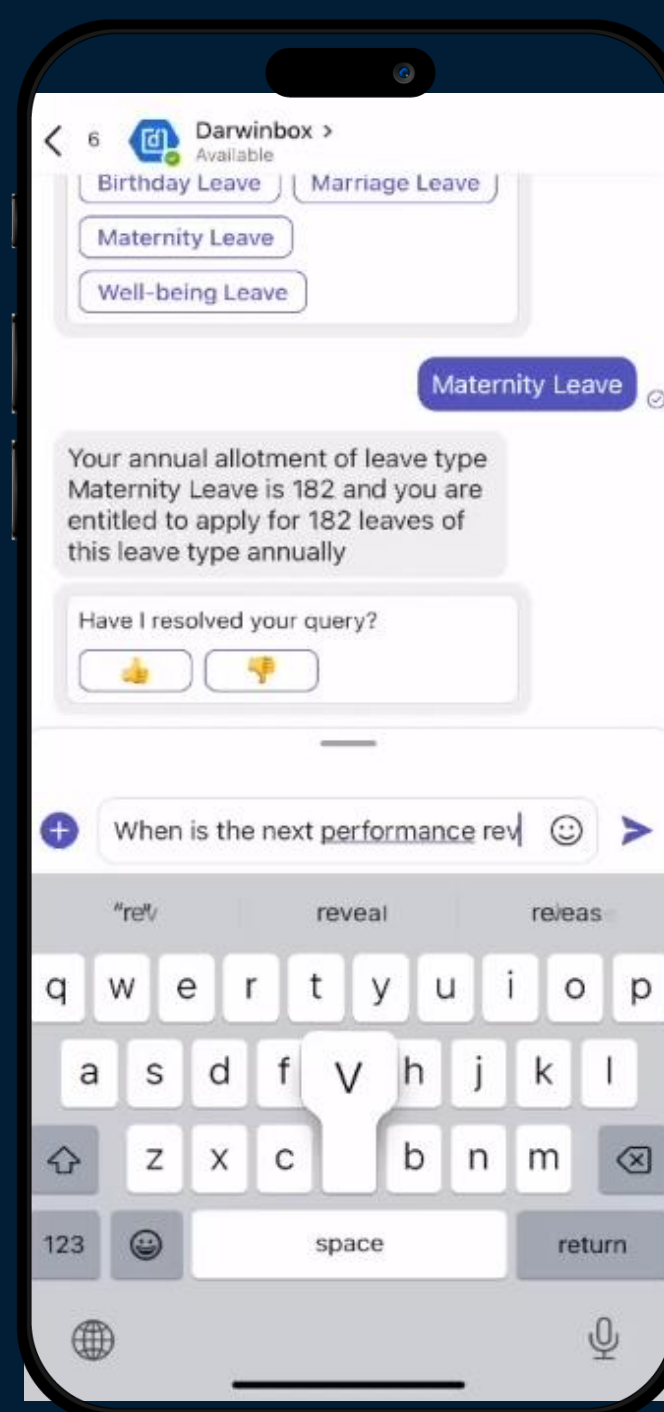 6 Darwinbox >
Available
Birthday Leave Marriage Leave
Maternity Leave
Well-being Leave
Maternity Leave
Your annual allotment of leave type
Maternity Leave is 182 and you are
entitled to apply for 182 leaves of
this leave type annually
Have I resolved your query?
When is the next performance rev
reveal
q w e r t y u i o p
a s d f V h j k l
z x c b n m
123 space return